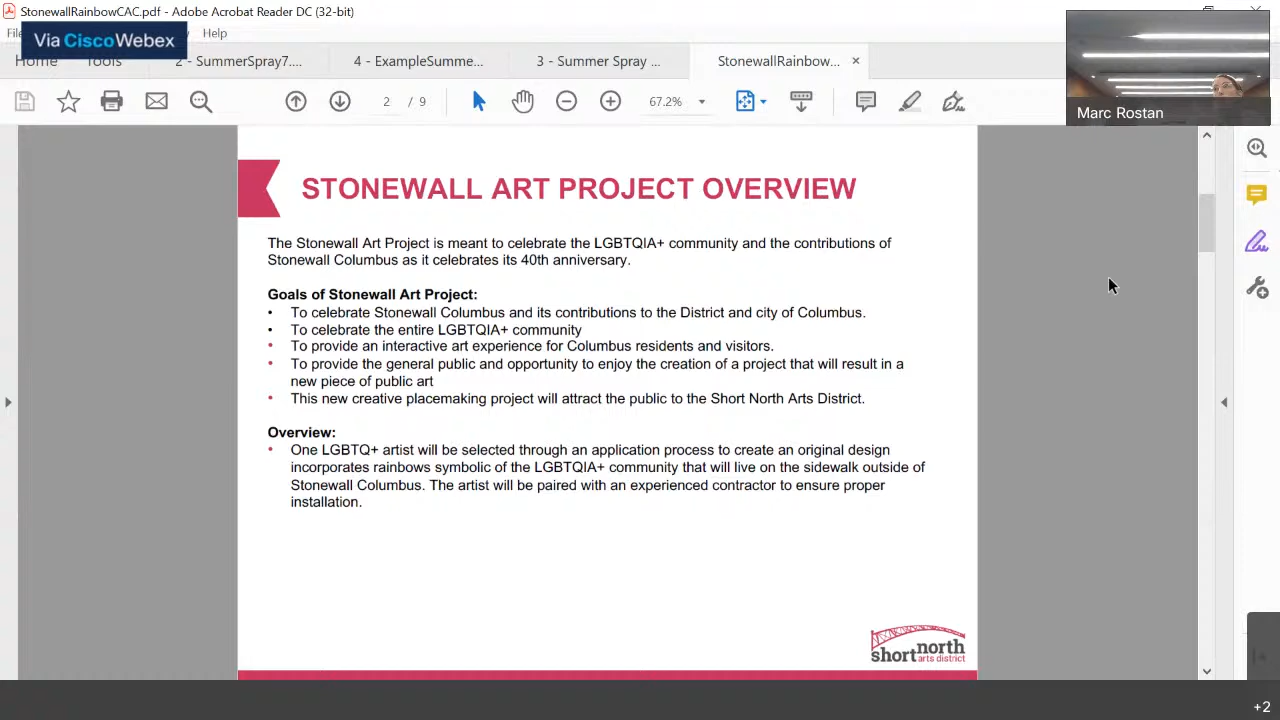 StonewallRainbowCAC.pdf - Adobe Acrobat Reader DC (32-bit)
Via CiscoWebex
Help
Home Tools 2 - SummerSpray7.... 4 - ExampleSumme... 3 - Summer Spray ... StonewallRainbow... ×
2 / 9 67.2%
Marc Rostan
STONEWALL ART PROJECT OVERVIEW
The Stonewall Art Project is meant to celebrate the LGBTQIA+ community and the contributions of
Stonewall Columbus as it celebrates its 40th anniversary.
Goals of Stonewall Art Project:
• To celebrate Stonewall Columbus and its contributions to the District and city of Columbus.
• To celebrate the entire LGBTQIA+ community
• To provide an interactive art experience for Columbus residents and visitors.
• To provide the general public and opportunity to enjoy the creation of a project that will result in a
new piece of public art
• This new creative placemaking project will attract the public to the Short North Arts District.
Overview:
• One LGBTQ+ artist will be selected through an application process to create an original design
incorporates rainbows symbolic of the LGBTQIA+ community that will live on the sidewalk outside of
Stonewall Columbus. The artist will be paired with an experienced contractor to ensure proper
installation.
shortnorth
arts district
+2